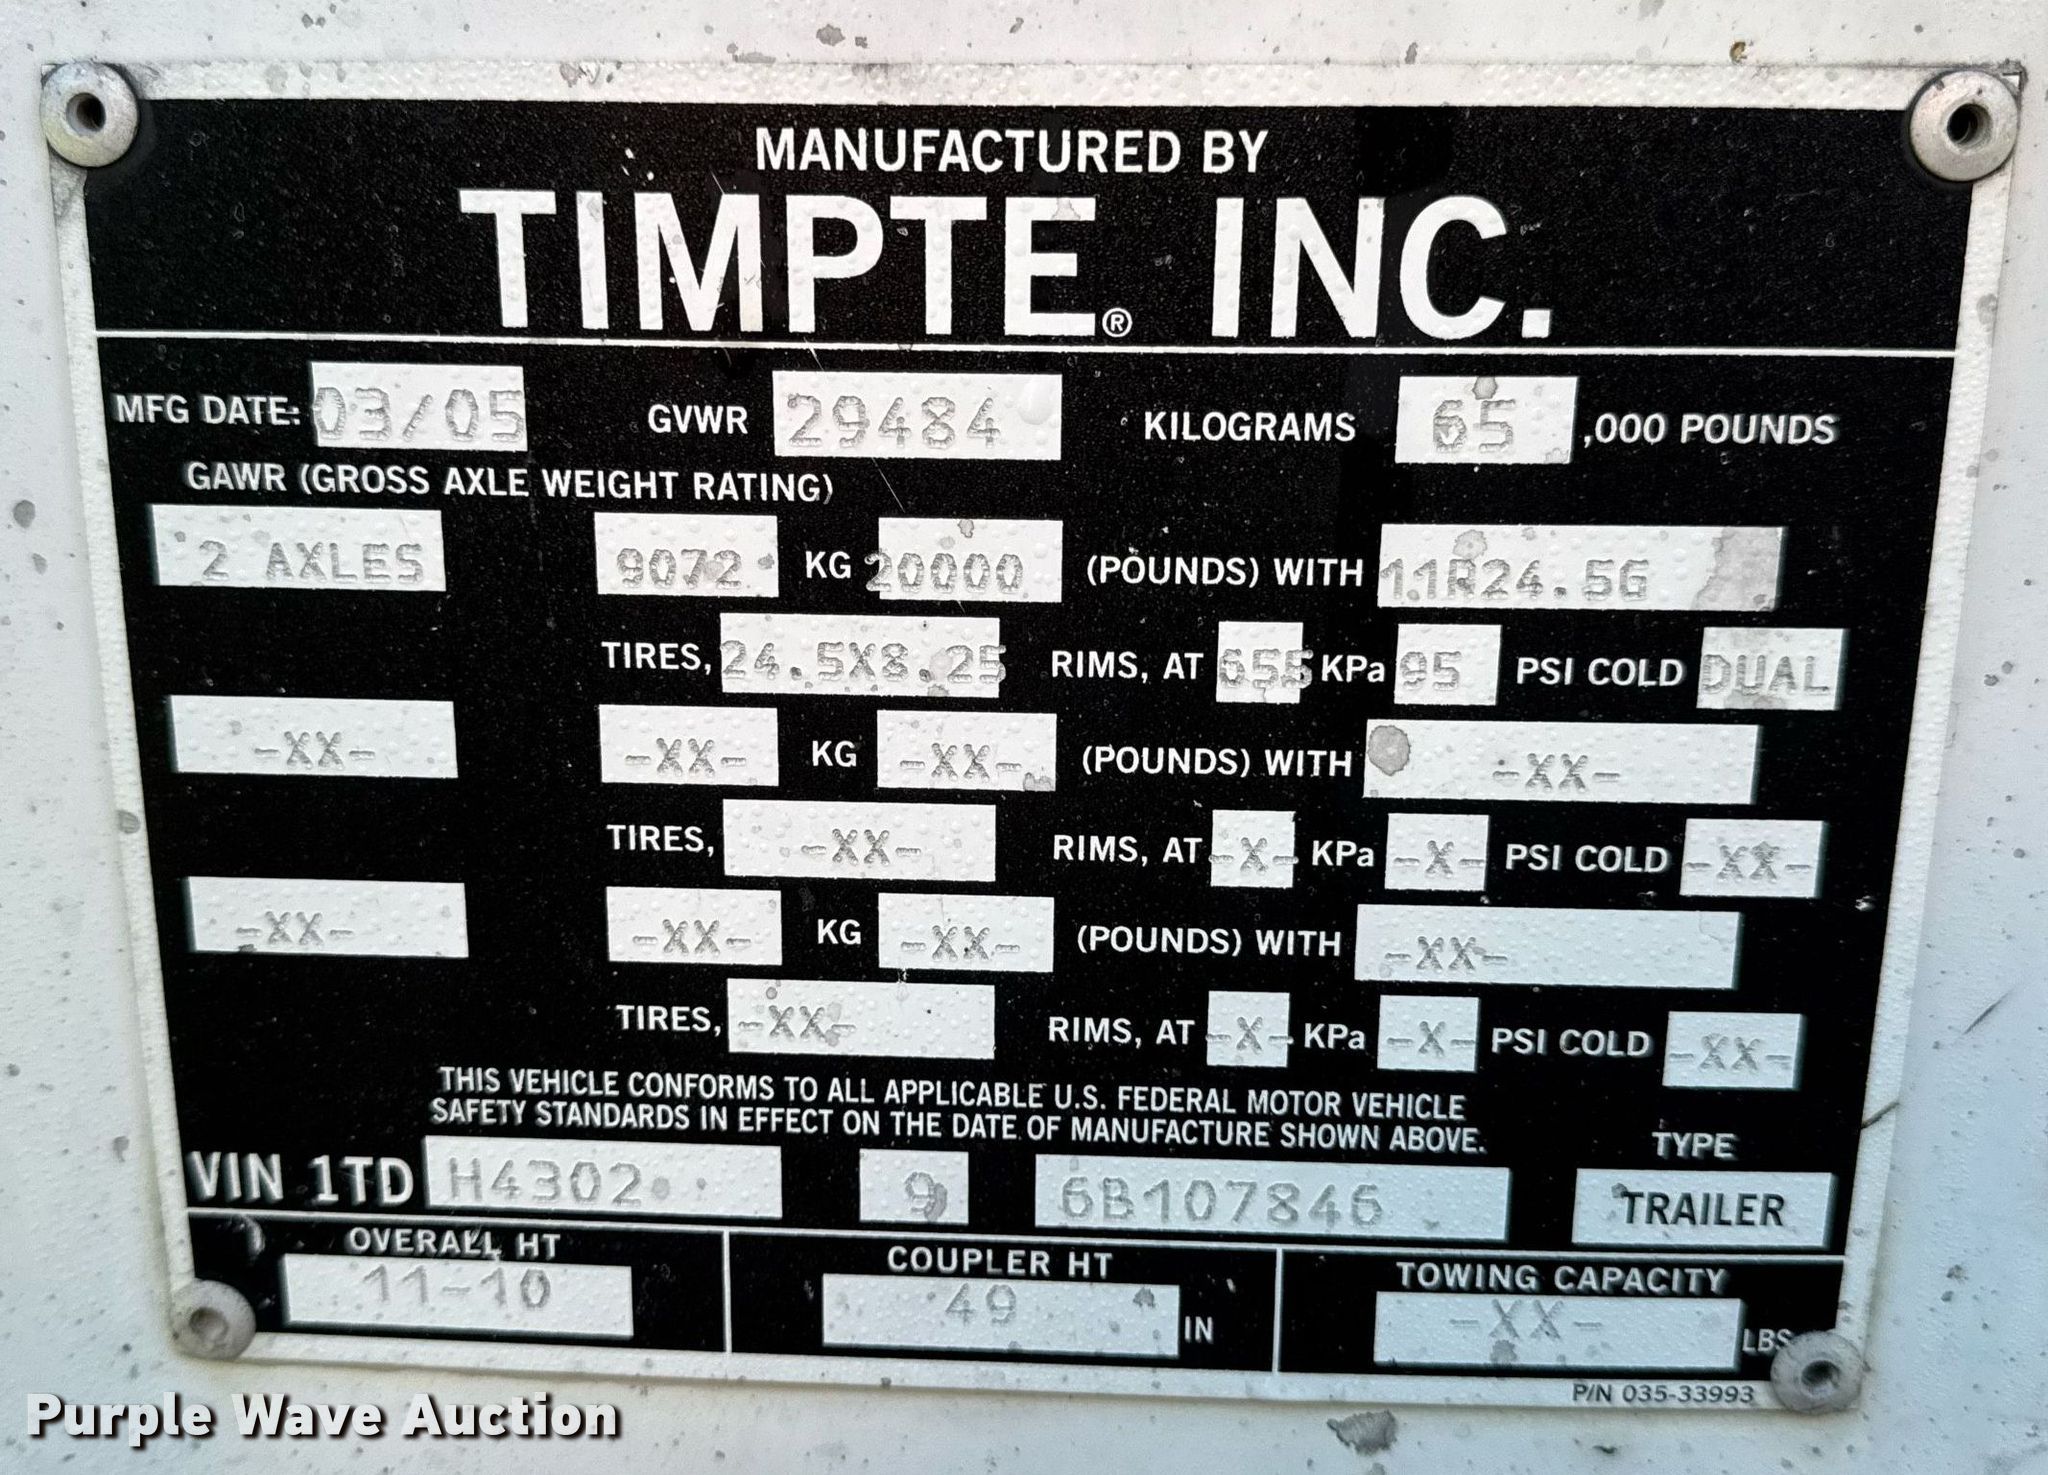 MANUFACTURED BY
TIMPTE® INC.
MFG DATE: 03/05 GVWR 29484 KILOGRAMS 65 ,000 POUNDS
GAWR (GROSS AXLE WEIGHT RATING)
2 AXLES 9072 KG 20000 (POUNDS) WITH 11R24.5G
TIRES, 24.5X8.25 RIMS, AT 655 KPa 95 PSI COLD DUAL
-XX- -XX- KG -XX- (POUNDS) WITH -XX-
TIRES, -XX- RIMS, AT -X- KPa -X- PSI COLD -XX-
-XX- -XX- KG -XX- (POUNDS) WITH -XX-
TIRES, -XX- RIMS, AT -X- KPa -X- PSI COLD -XX-
THIS VEHICLE CONFORMS TO ALL APPLICABLE U.S. FEDERAL MOTOR VEHICLE
SAFETY STANDARDS IN EFFECT ON THE DATE OF MANUFACTURE SHOWN ABOVE.
TYPE
VIN 1TD H4302 9 6B107846 TRAILER
OVERALL HT COUPLER HT TOWING CAPACITY
11-10 49 IN -XX- LBS
P/N 035-33993
Purple Wave Auction